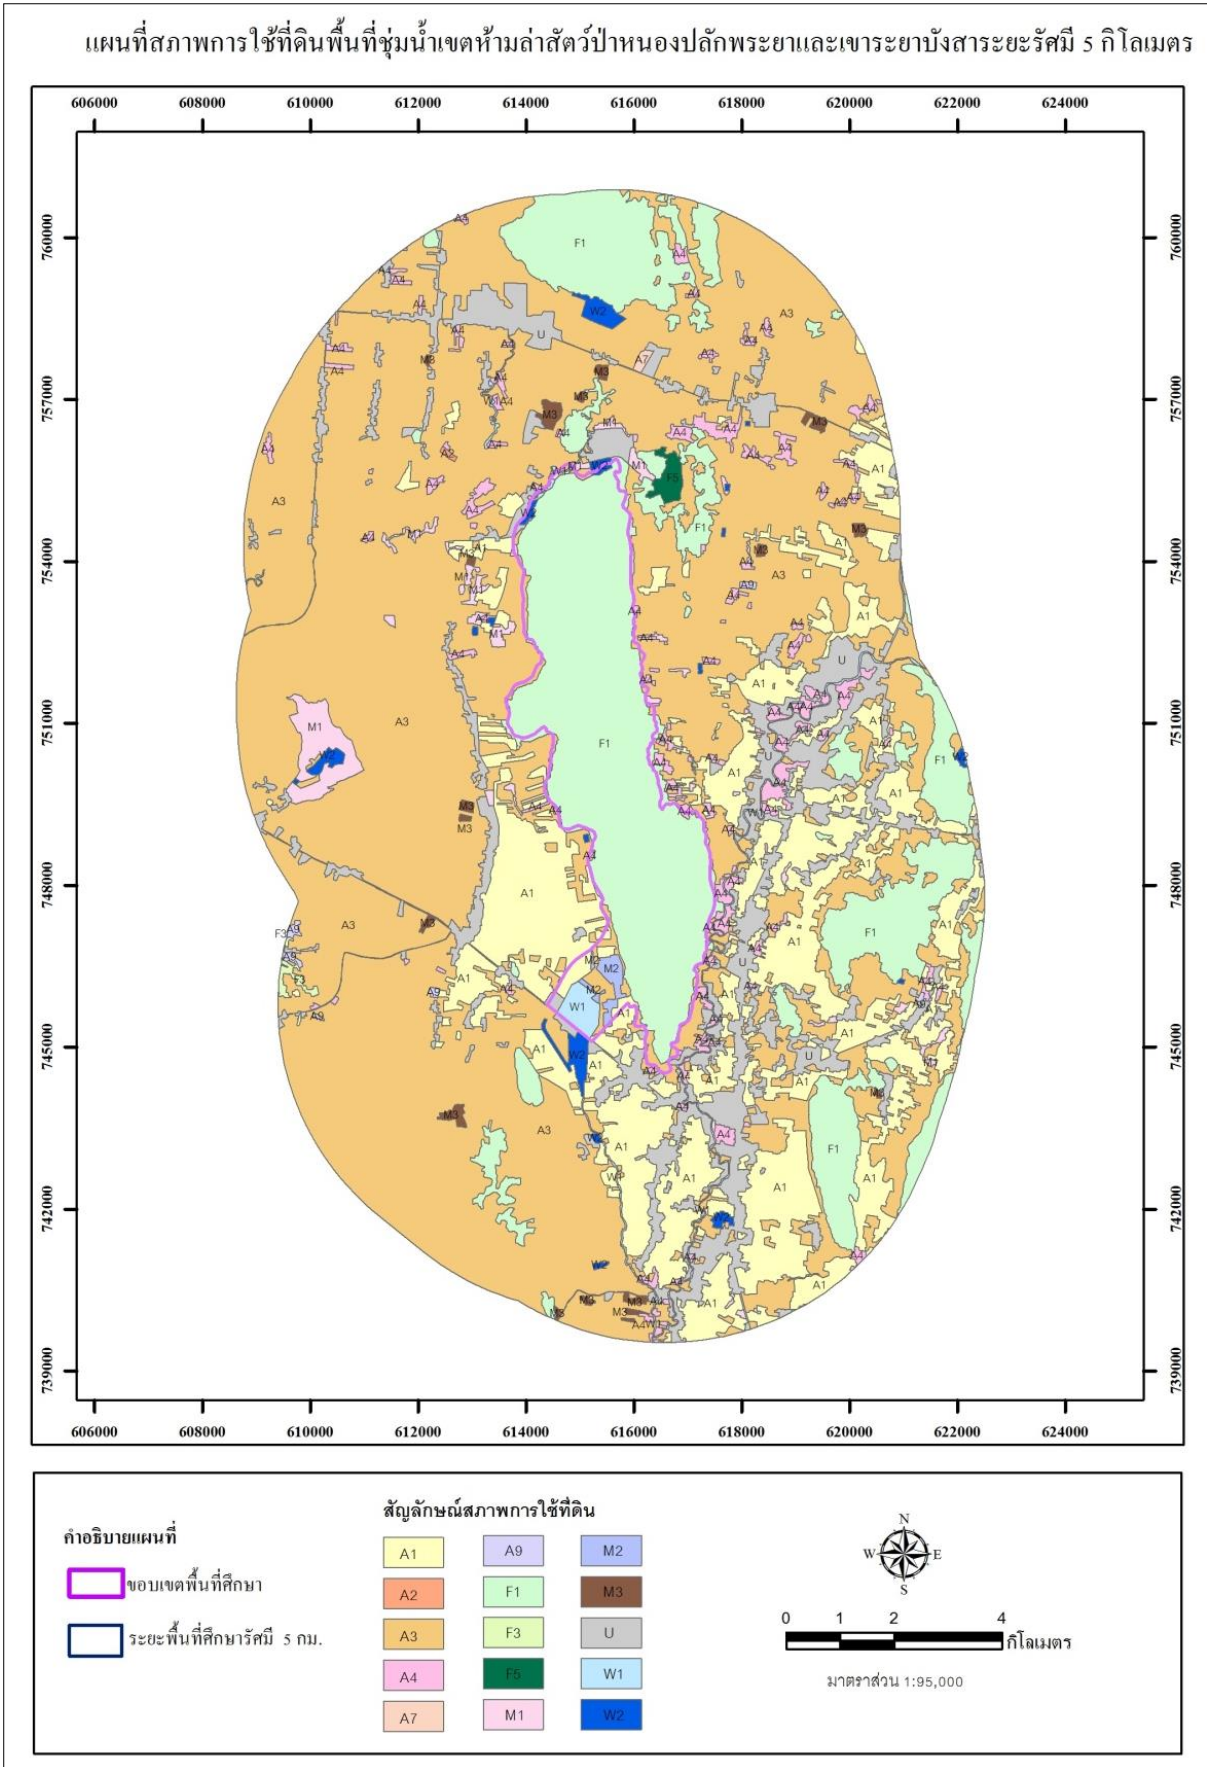 แผนที่สภาพการใช้ที่ดินพื้นที่ชุ่มน้ำเขตห้ามล่าสัตว์ป่าหนองปลักพระยาและเขาระยาบังสาระยะรัศมี 5 กิโลเมตร
606000 608000 610000 612000 614000 616000 618000 620000 622000 624000
760000 760000
757000 757000
754000 754000
751000 751000
748000 748000
745000 745000
742000 742000
739000 739000
F1
W2
A3
U
A7
M3
M1
A4
F5
A1
A9
F3
M2
W1
606000 608000 610000 612000 614000 616000 618000 620000 622000 624000
คำอธิบายแผนที่
ขอบเขตพื้นที่ศึกษา
ระยะพื้นที่ศึกษารัศมี 5 กม.
สัญลักษณ์สภาพการใช้ที่ดิน
A1 A9 M2
A2 F1 M3
A3 F3 U
A4 F5 W1
A7 M1 W2
N
W E
S
0 1 2 4
กิโลเมตร
มาตราส่วน 1:95,000